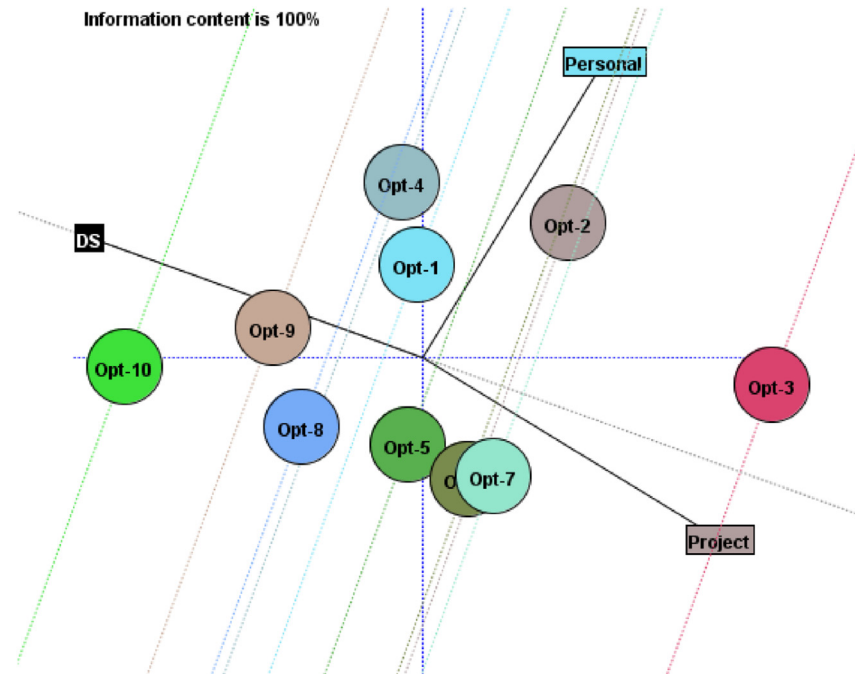 Information content is 100%
Personal
Opt-4
Opt-2
DS
Opt-1
Opt-9
Opt-10
Opt-3
Opt-8
Opt-5
Opt-7
Project